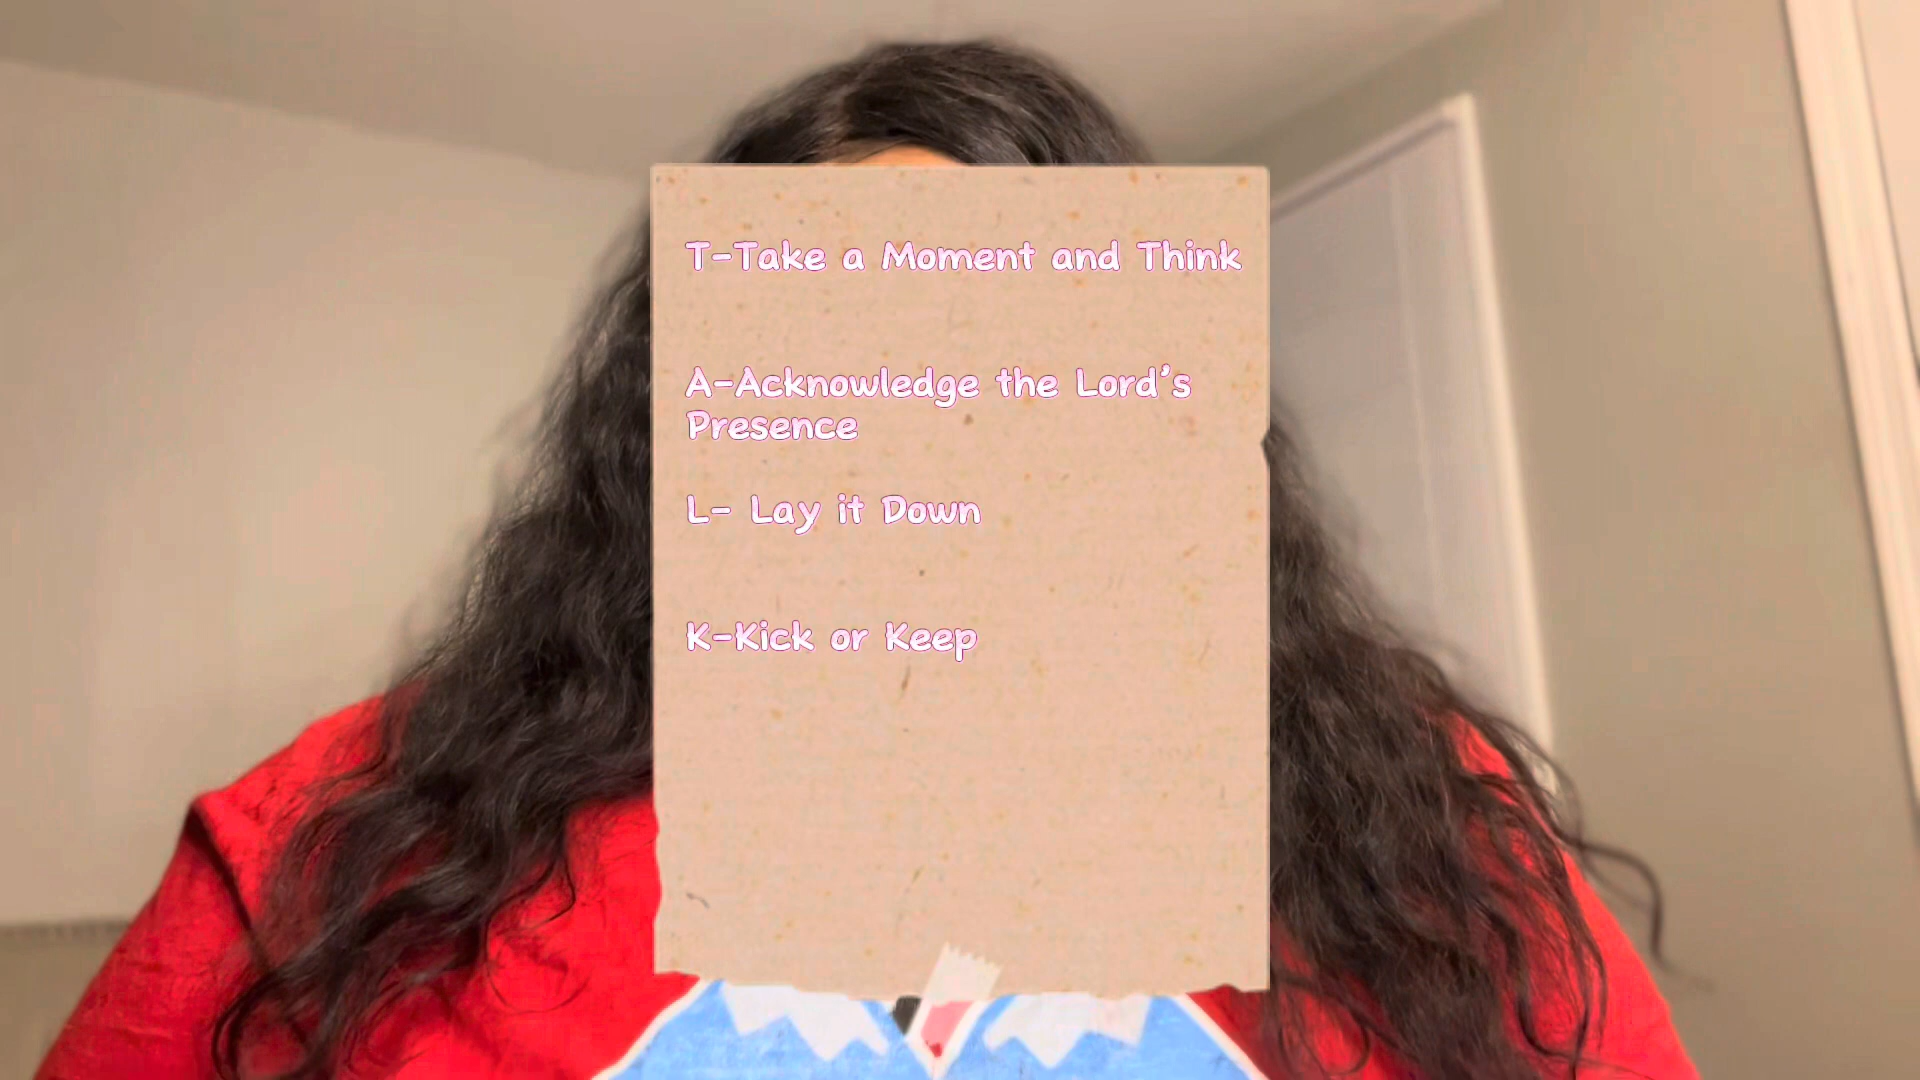 T-Take a Moment and Think
A-Acknowledge the Lord's
Presence
L- Lay it Down
K-Kick or Keep